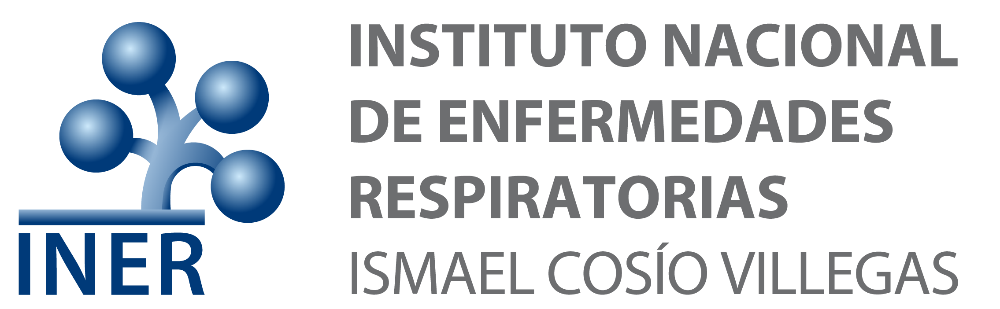 INER
INSTITUTO NACIONAL
DE ENFERMEDADES
RESPIRATORIAS
ISMAEL COSÍO VILLEGAS